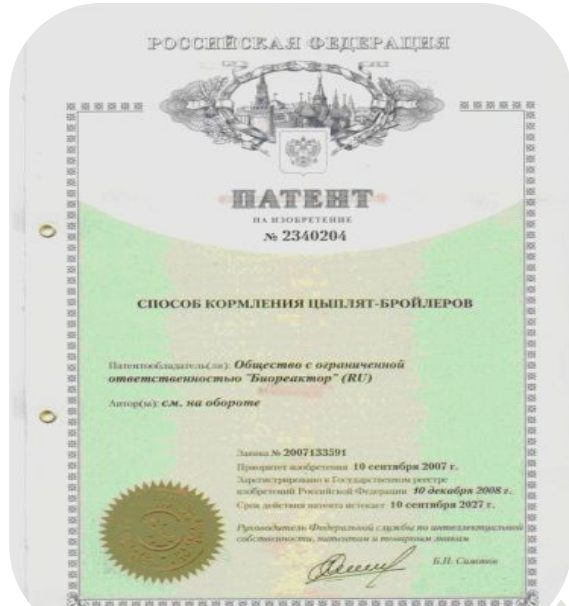 РОССИЙСКАЯ ФЕДЕРАЦИЯ
ПАТЕНТ
НА ИЗОБРЕТЕНИЕ
№ 2340204
СПОСОБ КОРМЛЕНИЯ ЦЫПЛЯТ-БРОЙЛЕРОВ
Патентообладатель(ли): Общество с ограниченной
ответственностью "Биореактор" (RU)
Автор(ы): см. на обороте
Заявка № 2007133591
Приоритет изобретения 10 сентября 2007 г.
Зарегистрировано в Государственном реестре
изобретений Российской Федерации 10 декабря 2008 г.
Срок действия патента истекает 10 сентября 2027 г.
Руководитель Федеральной службы по интеллектуальной
собственности, патентам и товарным знакам
Б.П. Симонов